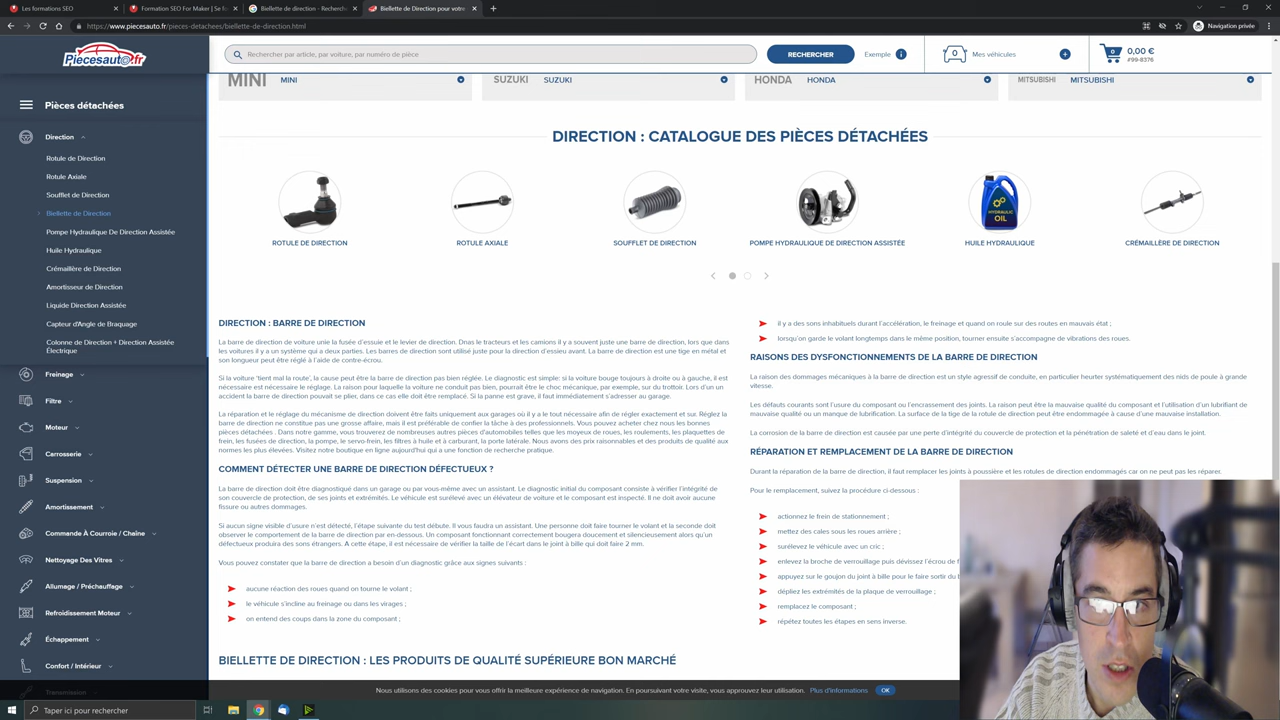 Les formations SEO
Formation SEO For Maker | Se f
Biellette de direction - Recherche
Biellette de Direction pour votre
https://www.piecesauto.fr/pieces-detachees/biellette-de-direction.html
Navigation privée
Piecesauto.fr
Rechercher par article, par voiture, par numéro de pièce
RECHERCHER
Exemple
0
Mes véhicules
0
0,00 €
#99-8376
MINI
MINI
SUZUKI
SUZUKI
HONDA
HONDA
MITSUBISHI
MITSUBISHI
Pièces détachées
Direction
Rotule de Direction
Rotule Axiale
Soufflet de Direction
Biellette de Direction
Pompe Hydraulique De Direction Assistée
Huile Hydraulique
Crémaillère de Direction
Amortisseur de Direction
Liquide Direction Assistée
Capteur d'Angle de Braquage
Colonne de Direction + Direction Assistée
Électrique
Freinage
Filtre
Moteur
Carrosserie
Suspension
Amortissement
Commande À Courroie / Chaîne
Nettoyage Des Vitres
Allumage / Préchauffage
Refroidissement Moteur
Échappement
Confort / Intérieur
Transmission
DIRECTION : CATALOGUE DES PIÈCES DÉTACHÉES
HYDRAULIC
OIL
ROTULE DE DIRECTION
ROTULE AXIALE
SOUFFLET DE DIRECTION
POMPE HYDRAULIQUE DE DIRECTION ASSISTÉE
HUILE HYDRAULIQUE
CRÉMAILLÈRE DE DIRECTION
DIRECTION : BARRE DE DIRECTION
La barre de direction de voiture unie la fusée d'essuie et le levier de direction. Dnas le tracteurs et les camions il y a souvent juste une barre de direction, lors que dans
les voitures il y a un système qui a deux parties. Les barres de direction sont utilisé juste pour la direction d'essieu avant. La barre de direction est une tige en métal et
son longueur peut être réglé à l'aide de contre-écrou.
Si la voiture 'tient mal la route', la cause peut être la barre de direction pas bien réglée. Le diagnostic est simple: si la voiture bouge toujours à droite ou à gauche, il est
nécessaire est nécessaire le réglage. La raison pour laquelle la voiture ne conduit pas bien, pourrait être le choc mécanique, par exemple, sur du trottoir. Lors d'un
accident la barre de direction pouvait se plier, dans ce cas elle doit être remplacé. Si la panne est grave, il faut immédiatement s'adresser au garage.
La réparation et le réglage du mécanisme de direction doivent être faits uniquement aux garages où il y a le tout nécessaire afin de régler exactement et sur. Réglez la
barre de direction ne constitue pas une grosse affaire, mais il est préférable de confier la tâche à des professionnels. Vous pouvez acheter chez nous les bonnes
pièces détachées . Dans notre gamme, vous trouverez de nombreuses autres pièces d'automobiles telles que les moyeux de roues, les roulements, les plaquettes de
frein, les fusées de direction, la pompe, le servo-frein, les filtres à huile et à carburant, la porte latérale. Nous avons des prix raisonnables et des produits de qualité aux
normes les plus élevées. Visitez notre boutique en ligne aujourd'hui qui a une fonction de recherche pratique.
COMMENT DÉTECTER UNE BARRE DE DIRECTION DÉFECTUEUX ?
La barre de direction doit être diagnostiqué dans un garage ou par vous-même avec un assistant. Le diagnostic initial du composant consiste à vérifier l'intégrité de
son couvercle de protection, de ses joints et extrémités. Le véhicule est surélevé avec un élévateur de voiture et le composant est inspecté. Il ne doit avoir aucune
fissure ou autres dommages.
Si aucun signe visible d'usure n'est détecté, l'étape suivante du test débute. Il vous faudra un assistant. Une personne doit faire tourner le volant et la seconde doit
observer le comportement de la barre de direction par en-dessous. Un composant fonctionnant correctement bougera doucement et silencieusement alors qu'un
défectueux produira des sons étrangers. A cette étape, il est nécessaire de vérifier la taille de l'écart dans le joint à bille qui doit faire 2 mm.
Vous pouvez constater que la barre de direction a besoin d'un diagnostic grâce aux signes suivants :
aucune réaction des roues quand on tourne le volant ;
le véhicule s'incline au freinage ou dans les virages ;
on entend des coups dans la zone du composant ;
il y a des sons inhabituels durant l'accélération, le freinage et quand on roule sur des routes en mauvais état ;
lorsqu'on garde le volant longtemps dans le même position, tourner ensuite s'accompagne de vibrations des roues.
RAISONS DES DYSFONCTIONNEMENTS DE LA BARRE DE DIRECTION
La raison des dommages mécaniques à la barre de direction est un style agressif de conduite, en particulier heurter systématiquement des nids de poule à grande
vitesse.
Les défauts courants sont l'usure du composant ou l'encrassement des joints. La raison peut être la mauvaise qualité du composant et l'utilisation d'un lubrifiant de
mauvaise qualité ou un manque de lubrification. La surface de la tige de la rotule de direction peut être endommagée à cause d'une mauvaise installation.
La corrosion de la barre de direction est causée par une perte d'intégrité du couvercle de protection et la pénétration de saleté et d'eau dans le joint.
RÉPARATION ET REMPLACEMENT DE LA BARRE DE DIRECTION
Durant la réparation de la barre de direction, il faut remplacer les joints à poussière et les rotules de direction endommagés car on ne peut pas les réparer.
Pour le remplacement, suivez la procédure ci-dessous :
actionnez le frein de stationnement ;
mettez des cales sous les roues arrière ;
surélevez le véhicule avec un cric ;
enlevez la broche de verrouillage puis dévissez l'écrou de f
appuyez sur le goujon du joint à bille pour le faire sortir du
dépliez les extrémités de la plaque de verrouillage ;
remplacez le composant ;
répétez toutes les étapes en sens inverse.
BIELLETTE DE DIRECTION : LES PRODUITS DE QUALITÉ SUPÉRIEURE BON MARCHÉ
Nous utilisons des cookies pour vous offrir la meilleure expérience de navigation. En poursuivant votre visite, vous approuvez leur utilisation. Plus d'informations OK
Taper ici pour rechercher